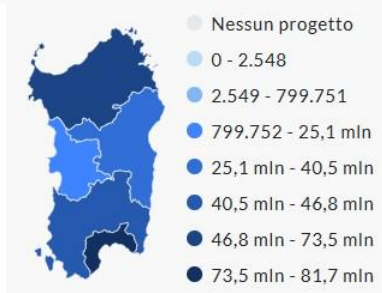 Nessun progetto
0 - 2.548
2.549 - 799.751
799.752 - 25,1 mln
25,1 mln - 40,5 mln
40,5 mln - 46,8 mln
46,8 mln - 73,5 mln
73,5 mln - 81,7 mln